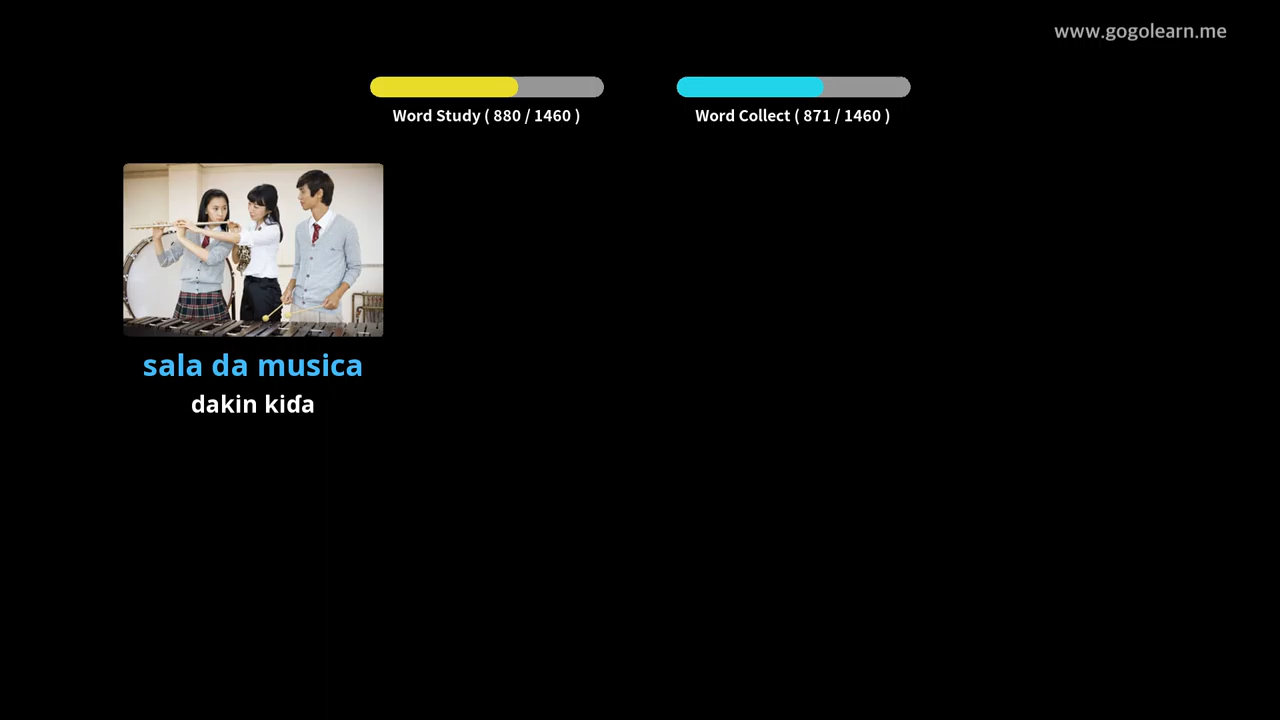 www.gogolearn.me
Word Study ( 880 / 1460 )
Word Collect ( 871 / 1460 )
sala da musica
dakin kiɗa